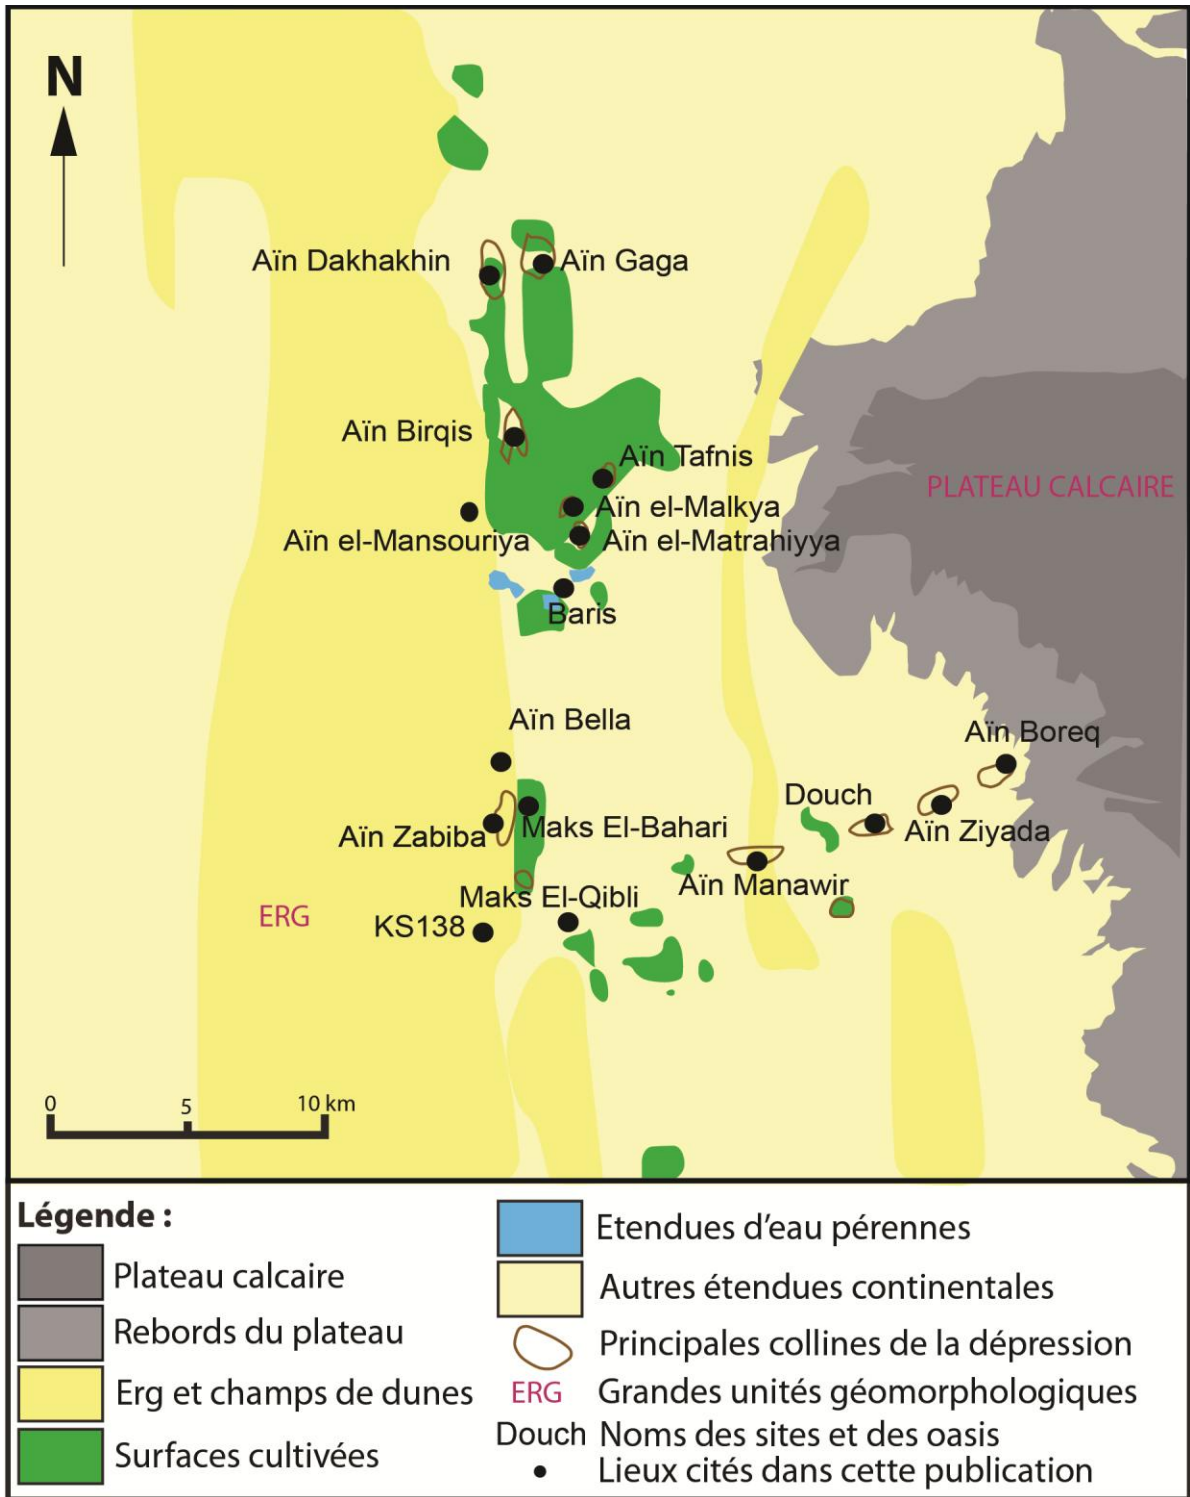 N
Aïn Dakhakhin
Aïn Gaga
Aïn Birqis
Aïn Tafnis
PLATEAU CALCAIRE
Aïn el-Malkya
Aïn el-Mansouriya
Aïn el-Matrahiyya
Baris
Aïn Bella
Aïn Boreq
Douch
Aïn Zabiba
Maks El-Bahari
Aïn Ziyada
Aïn Manawir
Maks El-Qibli
ERG
KS138
0 5 10 km
Légende :
Plateau calcaire
Rebords du plateau
Erg et champs de dunes
Surfaces cultivées
Etendues d'eau pérennes
Autres étendues continentales
Principales collines de la dépression
ERG Grandes unités géomorphologiques
Douch Noms des sites et des oasis
Lieux cités dans cette publication